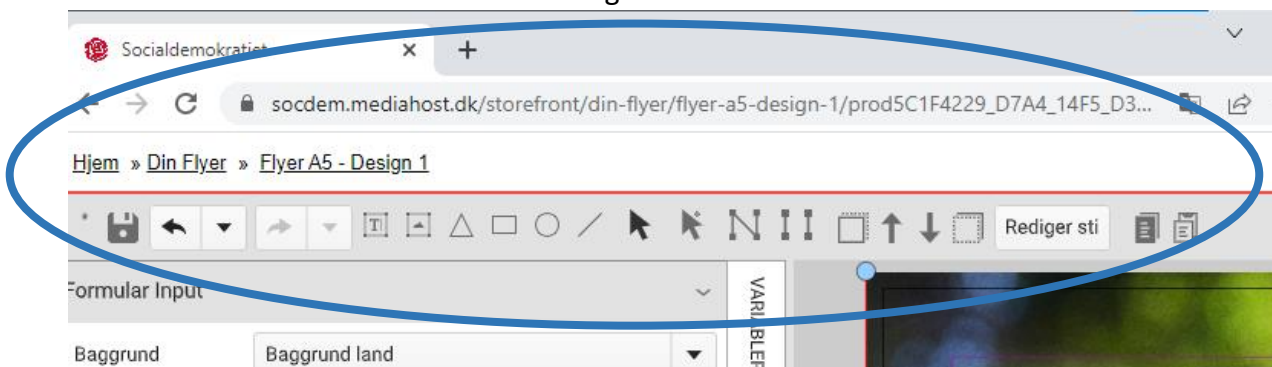 Socialdemokratiet
socdem.mediahost.dk/storefront/din-flyer/flyer-a5-design-1/prod5C1F4229_D7A4_14F5_D3...
Hjem » Din Flyer » Flyer A5 - Design 1
Rediger sti
Formular Input
VARIABLER
Baggrund Baggrund land